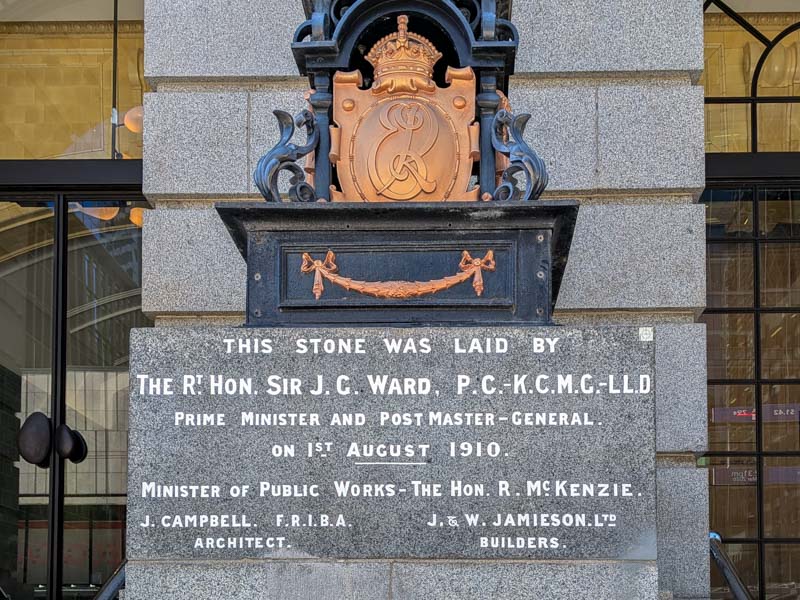 THIS STONE WAS LAID BY
THE RT. HON. SIR J. G. WARD, P.C.-K.C.M.G.-LL.D
PRIME MINISTER AND POST MASTER-GENERAL.
ON 1ST. AUGUST 1910.
MINISTER OF PUBLIC WORKS-THE HON. R. MCKENZIE.
J. CAMPBELL. F.R.I.B.A. J. & W. JAMIESON. LTD
ARCHITECT. BUILDERS.